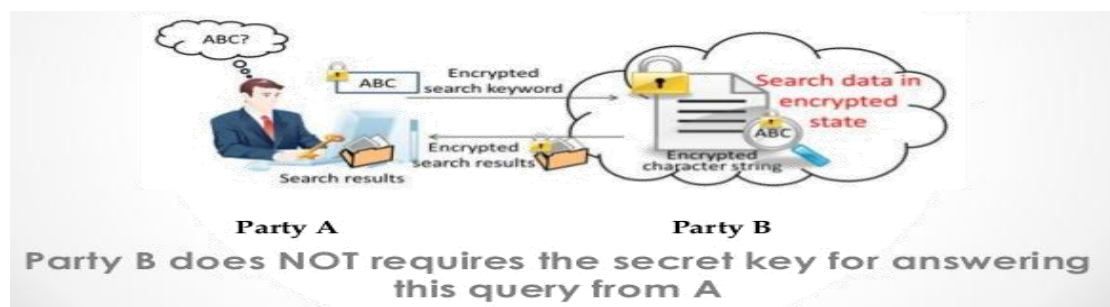 ABC?
ABC
Encrypted
search keyword
Search data in
encrypted
state
ABC
Encrypted
search results
Encrypted
character string
Search results
Party A
Party B
Party B does NOT requires the secret key for answering
this query from A